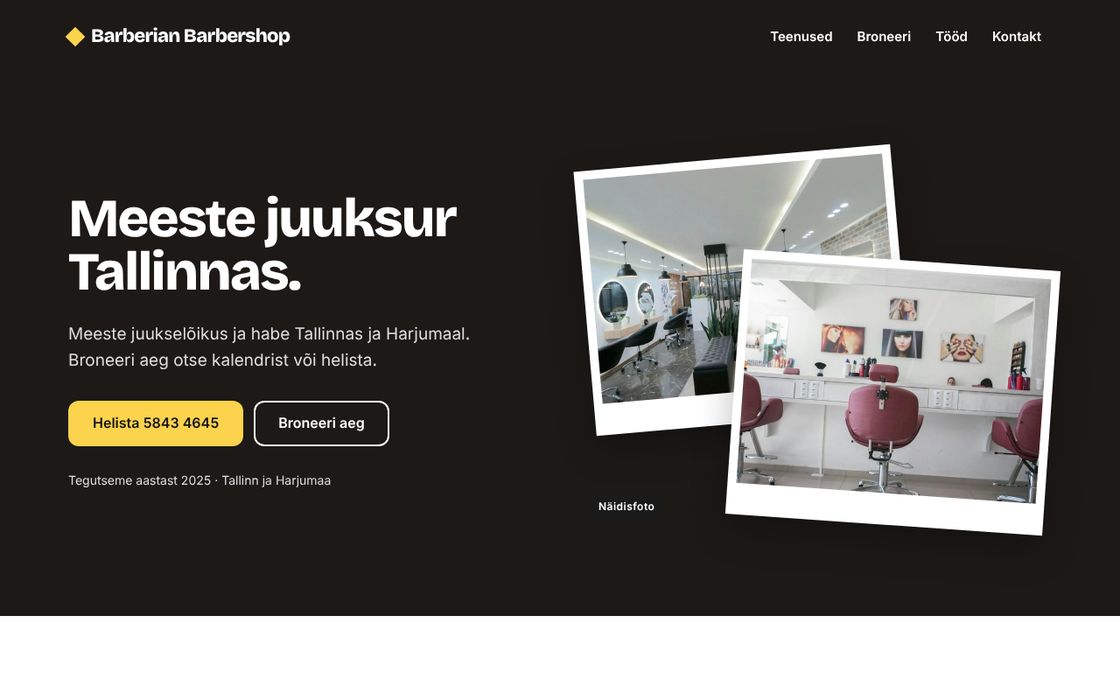 Barberian Barbershop
Teenused Broneeri Tööd Kontakt
Meeste juuksur
Tallinnas.
Meeste juukselõikus ja habe Tallinnas ja Harjumaal.
Broneeri aeg otse kalendrist või helista.
Helista 5843 4645 Broneeri aeg
Tegutseme aastast 2025 · Tallinn ja Harjumaa
Näidisfoto